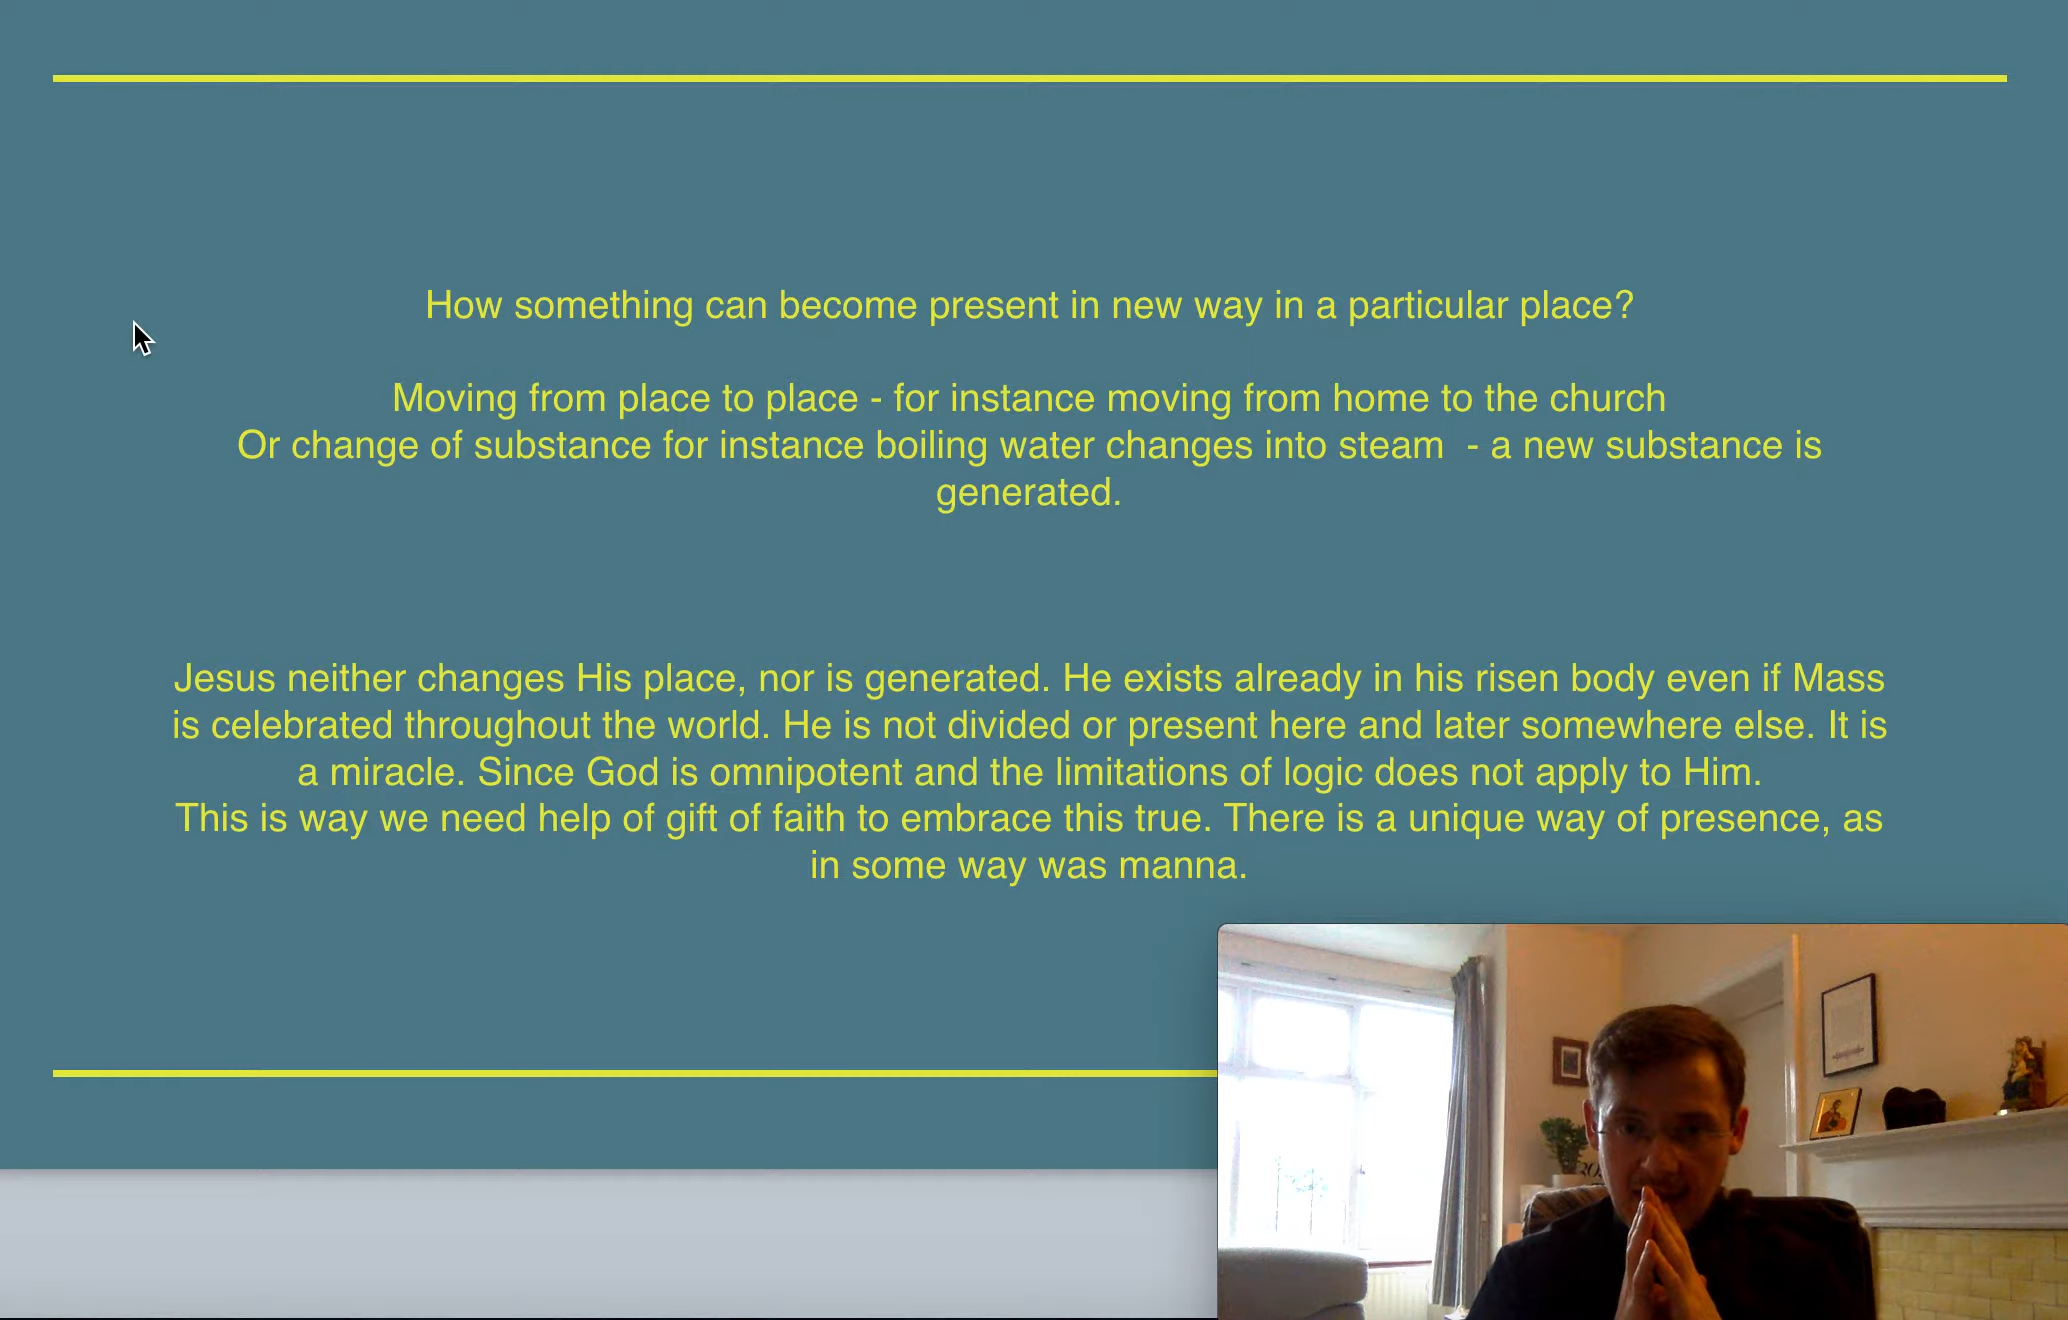 How something can become present in new way in a particular place?
Moving from place to place - for instance moving from home to the church
Or change of substance for instance boiling water changes into steam  - a new substance is
generated.
Jesus neither changes His place, nor is generated. He exists already in his risen body even if Mass
is celebrated throughout the world. He is not divided or present here and later somewhere else. It is
a miracle. Since God is omnipotent and the limitations of logic does not apply to Him.
This is way we need help of gift of faith to embrace this true. There is a unique way of presence, as
in some way was manna.